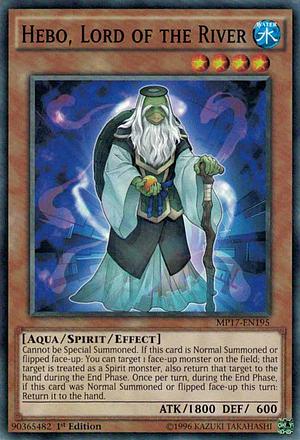 HEBO, LORD OF THE RIVER
WATER
水
MP17-EN195
[AQUA/SPIRIT/EFFECT]
Cannot be Special Summoned. If this card is Normal Summoned or
flipped face-up: You can target 1 face-up monster on the field; that
target is treated as a Spirit monster, also return that target to the
hand during the End Phase. Once per turn, during the End Phase,
if this card was Normal Summoned or flipped face-up this turn:
Return it to the hand.
ATK/1800 DEF/ 600
90365482 1st Edition ©1996 KAZUKI TAKAHASHI